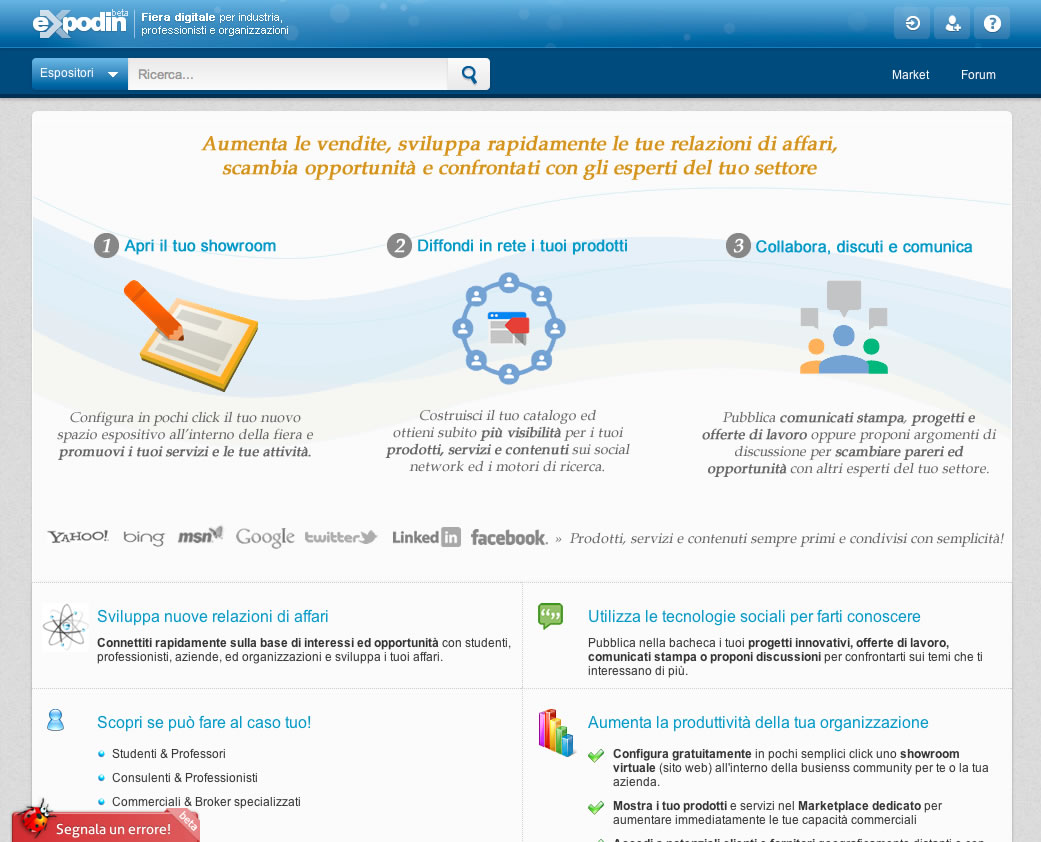 expodin beta
Fiera digitale per industria,
professionisti e organizzazioni
Espositori
Ricerca...
Market
Forum
Aumenta le vendite, sviluppa rapidamente le tue relazioni di affari,
scambia opportunità e confrontati con gli esperti del tuo settore
1 Apri il tuo showroom
Configura in pochi click il tuo nuovo
spazio espositivo all'interno della fiera e
promuovi i tuoi servizi e le tue attività.
2 Diffondi in rete i tuoi prodotti
Costruisci il tuo catalogo ed
ottieni subito più visibilità per i tuoi
prodotti, servizi e contenuti sui social
network ed i motori di ricerca.
3 Collabora, discuti e comunica
Pubblica comunicati stampa, progetti e
offerte di lavoro oppure proponi argomenti di
discussione per scambiare pareri ed
opportunità con altri esperti del tuo settore.
YAHOO! bing msn Google twitter Linked in facebook. » Prodotti, servizi e contenuti sempre primi e condivisi con semplicità!
Sviluppa nuove relazioni di affari
Connettiti rapidamente sulla base di interessi ed opportunità con studenti,
professionisti, aziende, ed organizzazioni e sviluppa i tuoi affari.
Utilizza le tecnologie sociali per farti conoscere
Pubblica nella bacheca i tuoi progetti innovativi, offerte di lavoro,
comunicati stampa o proponi discussioni per confrontarti sui temi che ti
interessano di più.
Scopri se può fare al caso tuo!
Studenti & Professori
Consulenti & Professionisti
Commerciali & Broker specializzati
Aumenta la produttività della tua organizzazione
Configura gratuitamente in pochi semplici click uno showroom
virtuale (sito web) all'interno della busienss community per te o la tua
azienda.
Mostra i tuo prodotti e servizi nel Marketplace dedicato per
aumentare immediatamente le tue capacità commerciali
Segnala un errore!
beta